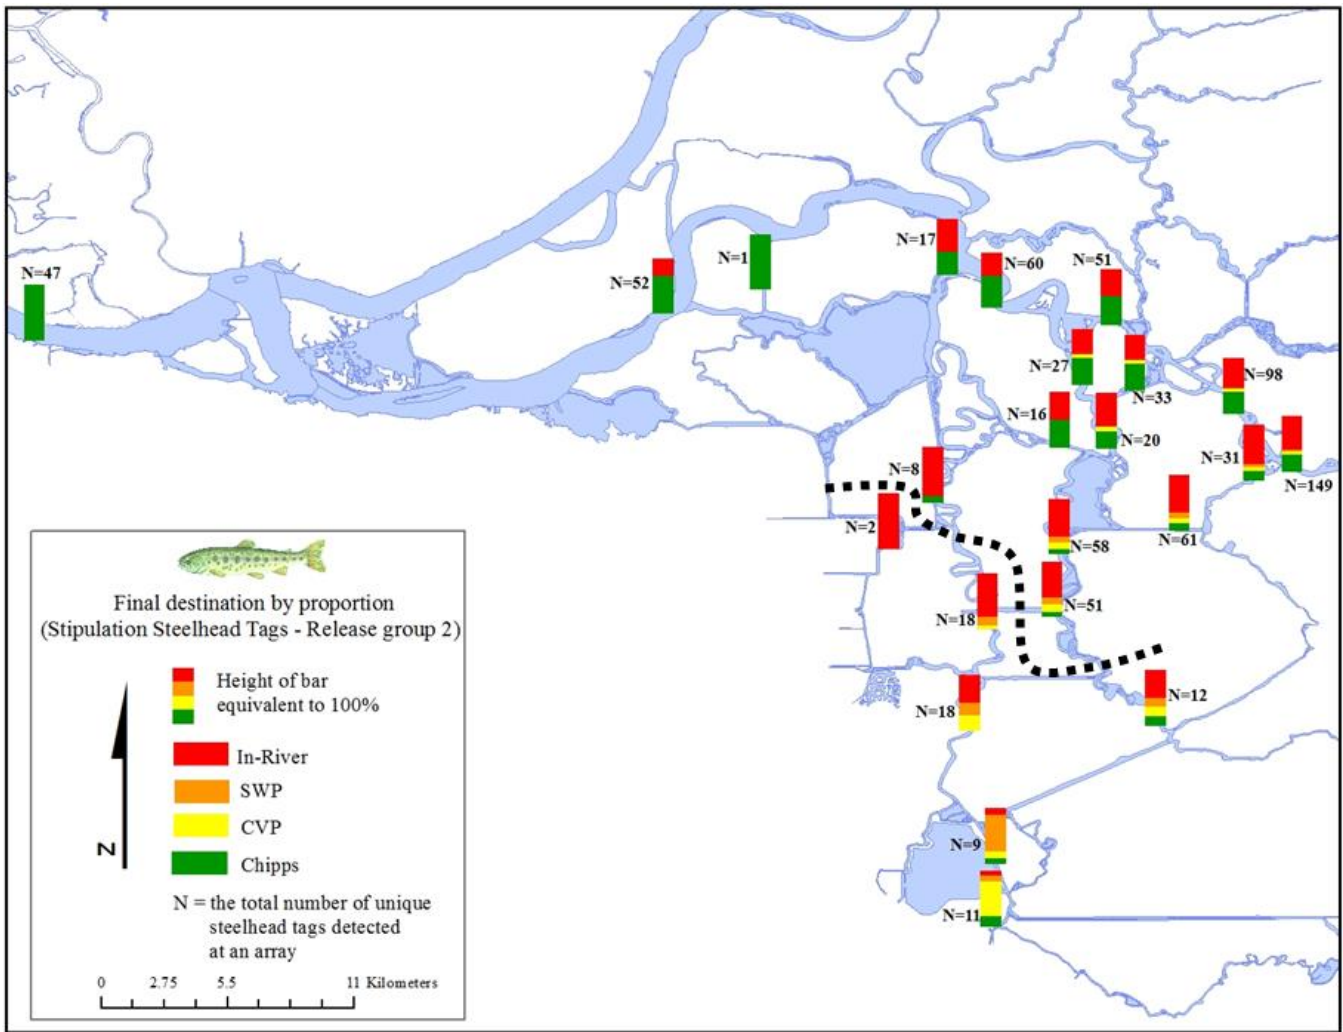 N=47
N=52
N=1
N=17
N=60
N=51
N=27
N=33
N=98
N=16
N=20
N=31
N=149
N=8
N=2
N=58
N=61
N=18
N=51
N=18
N=12
N=9
N=11
Final destination by proportion
(Stipulation Steelhead Tags - Release group 2)
Height of bar
equivalent to 100%
In-River
SWP
CVP
Chipps
N
N = the total number of unique
steelhead tags detected
at an array
0 2.75 5.5 11 Kilometers